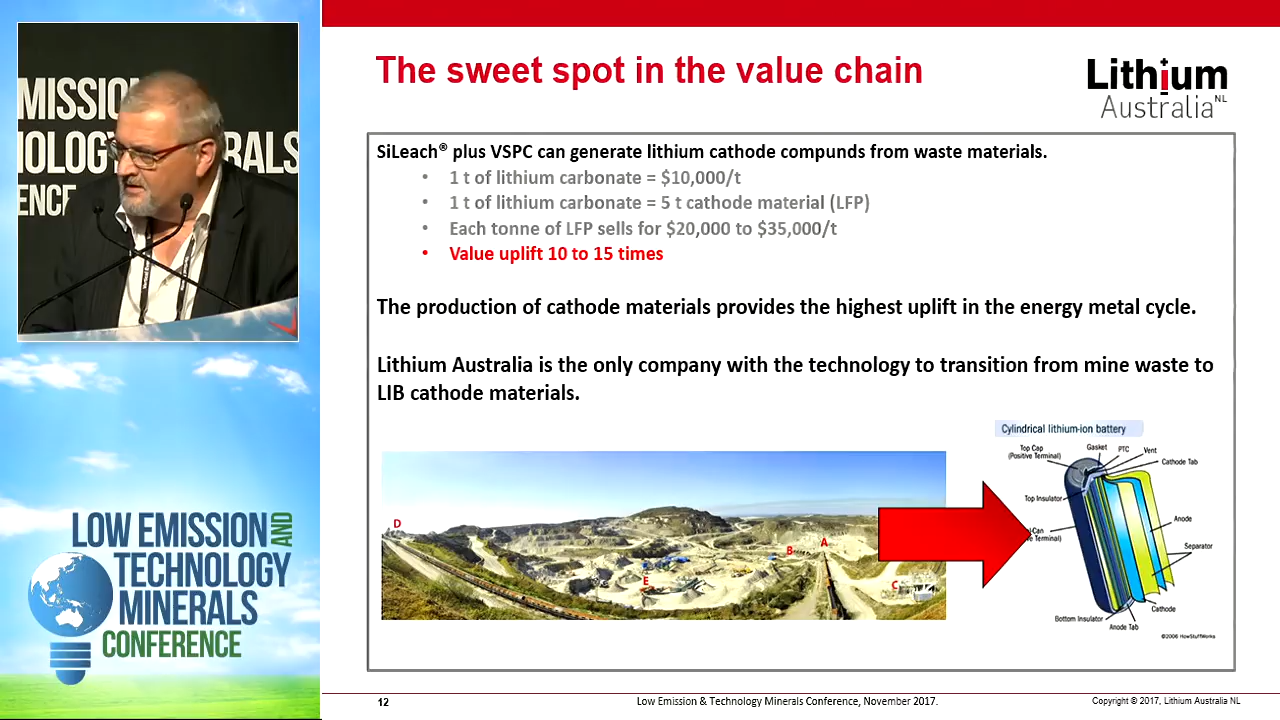 MISSIO
NOLOG
RALS
ENC
The sweet spot in the value chain
Lithium
Australia NL
SiLeach® plus VSPC can generate lithium cathode compunds from waste materials.
• 1 t of lithium carbonate = $10,000/t
• 1 t of lithium carbonate = 5 t cathode material (LFP)
• Each tonne of LFP sells for $20,000 to $35,000/t
• Value uplift 10 to 15 times
The production of cathode materials provides the highest uplift in the energy metal cycle.
Lithium Australia is the only company with the technology to transition from mine waste to
LIB cathode materials.
D
A
B
E
C
Cylindrical lithium-ion battery
Top Cap
(Positive Terminal)
Gasket
PTC
Vent
Cathode Tab
Top Insulator
Anode
-Can
Terminal)
Separator
Cathode
Bottom Insulator
Anode Tab
©2006 HowStuffWorks
LOW EMISSION AND
TECHNOLOGY
MINERALS
CONFERENCE
12
Low Emission & Technology Minerals Conference, November 2017.
Copyright © 2017, Lithium Australia NL